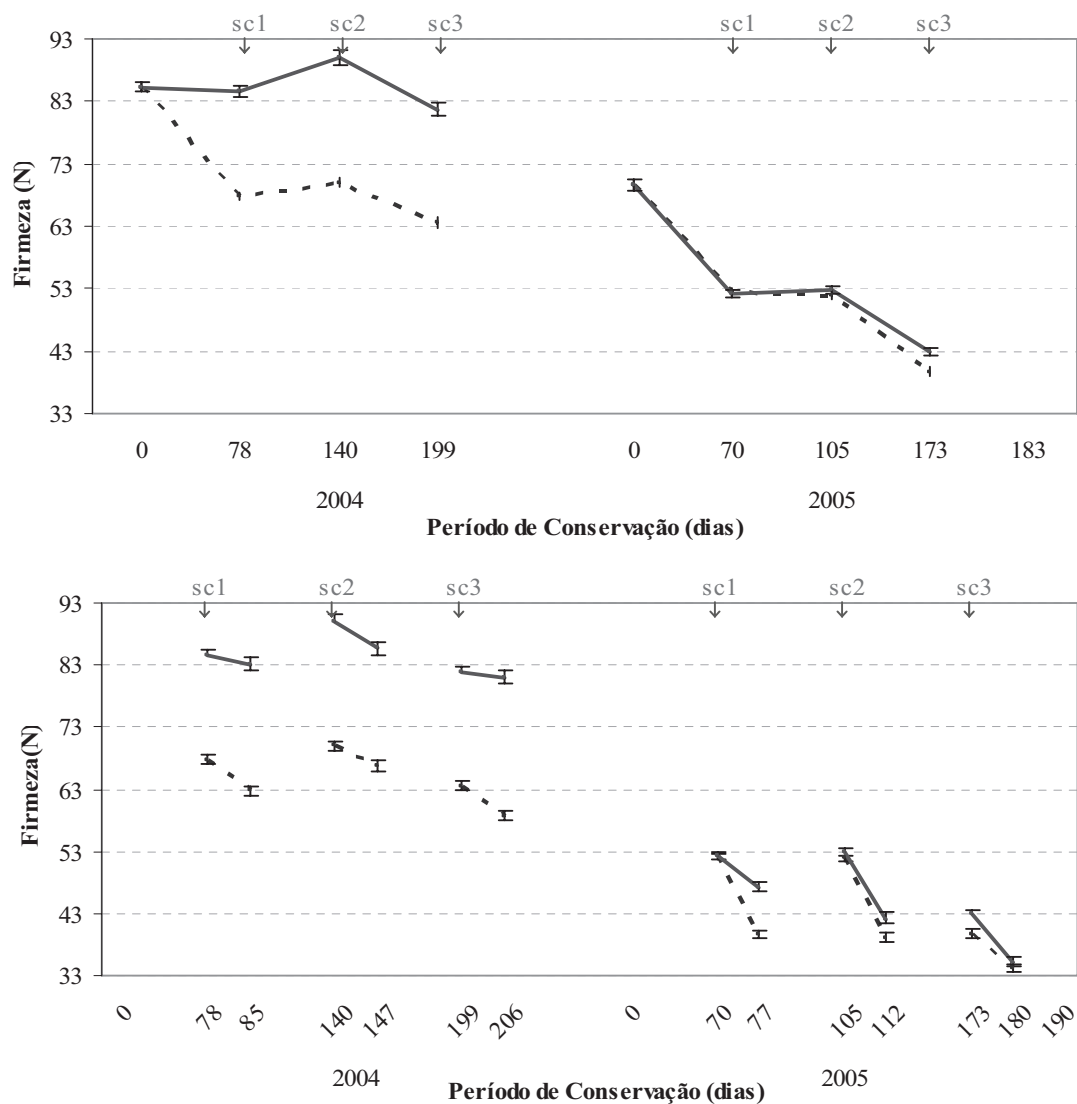 sc1 sc2 sc3 sc1 sc2 sc3
93
83
73
63
53
43
33
Firmeza (N)
0 78 140 199 0 70 105 173 183
2004 2005
Período de Conservação (dias)
sc1 sc2 sc3 sc1 sc2 sc3
93
83
73
63
53
43
33
Firmeza(N)
0 78 85 140 147 199 206 0 70 77 105 112 173 180 190
2004 2005
Período de Conservação (dias)